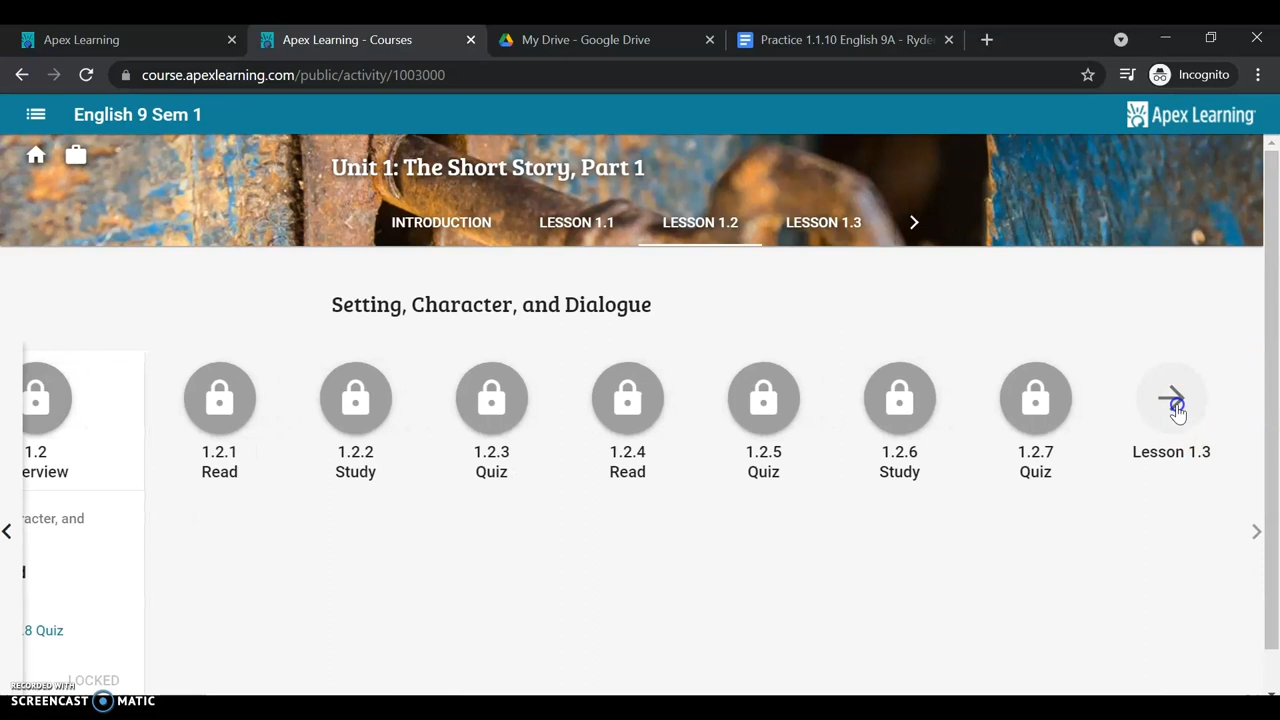 Apex Learning
Apex Learning - Courses
My Drive - Google Drive
Practice 1.1.10 English 9A - Ryde
course.apexlearning.com/public/activity/1003000
Incognito
English 9 Sem 1
Apex Learning
Unit 1: The Short Story, Part 1
INTRODUCTION
LESSON 1.1
LESSON 1.2
LESSON 1.3
Setting, Character, and Dialogue
1.2
erview
1.2.1
Read
1.2.2
Study
1.2.3
Quiz
1.2.4
Read
1.2.5
Quiz
1.2.6
Study
1.2.7
Quiz
Lesson 1.3
racter, and
d
.8 Quiz
LOCKED
RECORDED WITH
SCREENCAST MATIC